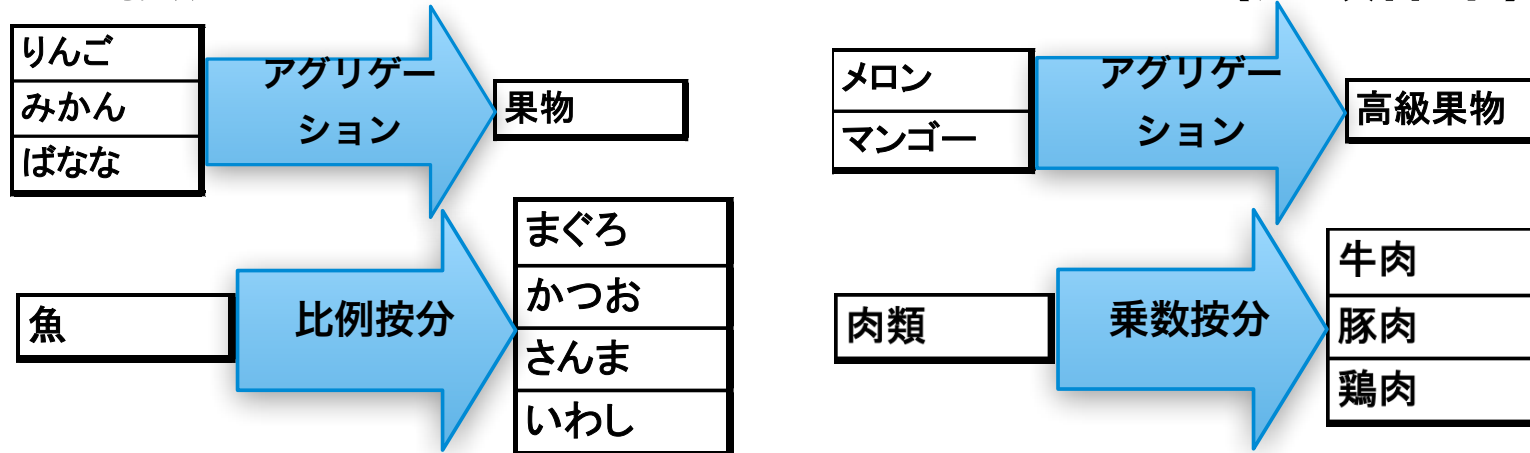 りんご
みかん
ばなな
アグリゲー
ション
果物
メロン
マンゴー
アグリゲー
ション
高級果物
魚
比例按分
まぐろ
かつお
さんま
いわし
肉類
乗数按分
牛肉
豚肉
鶏肉